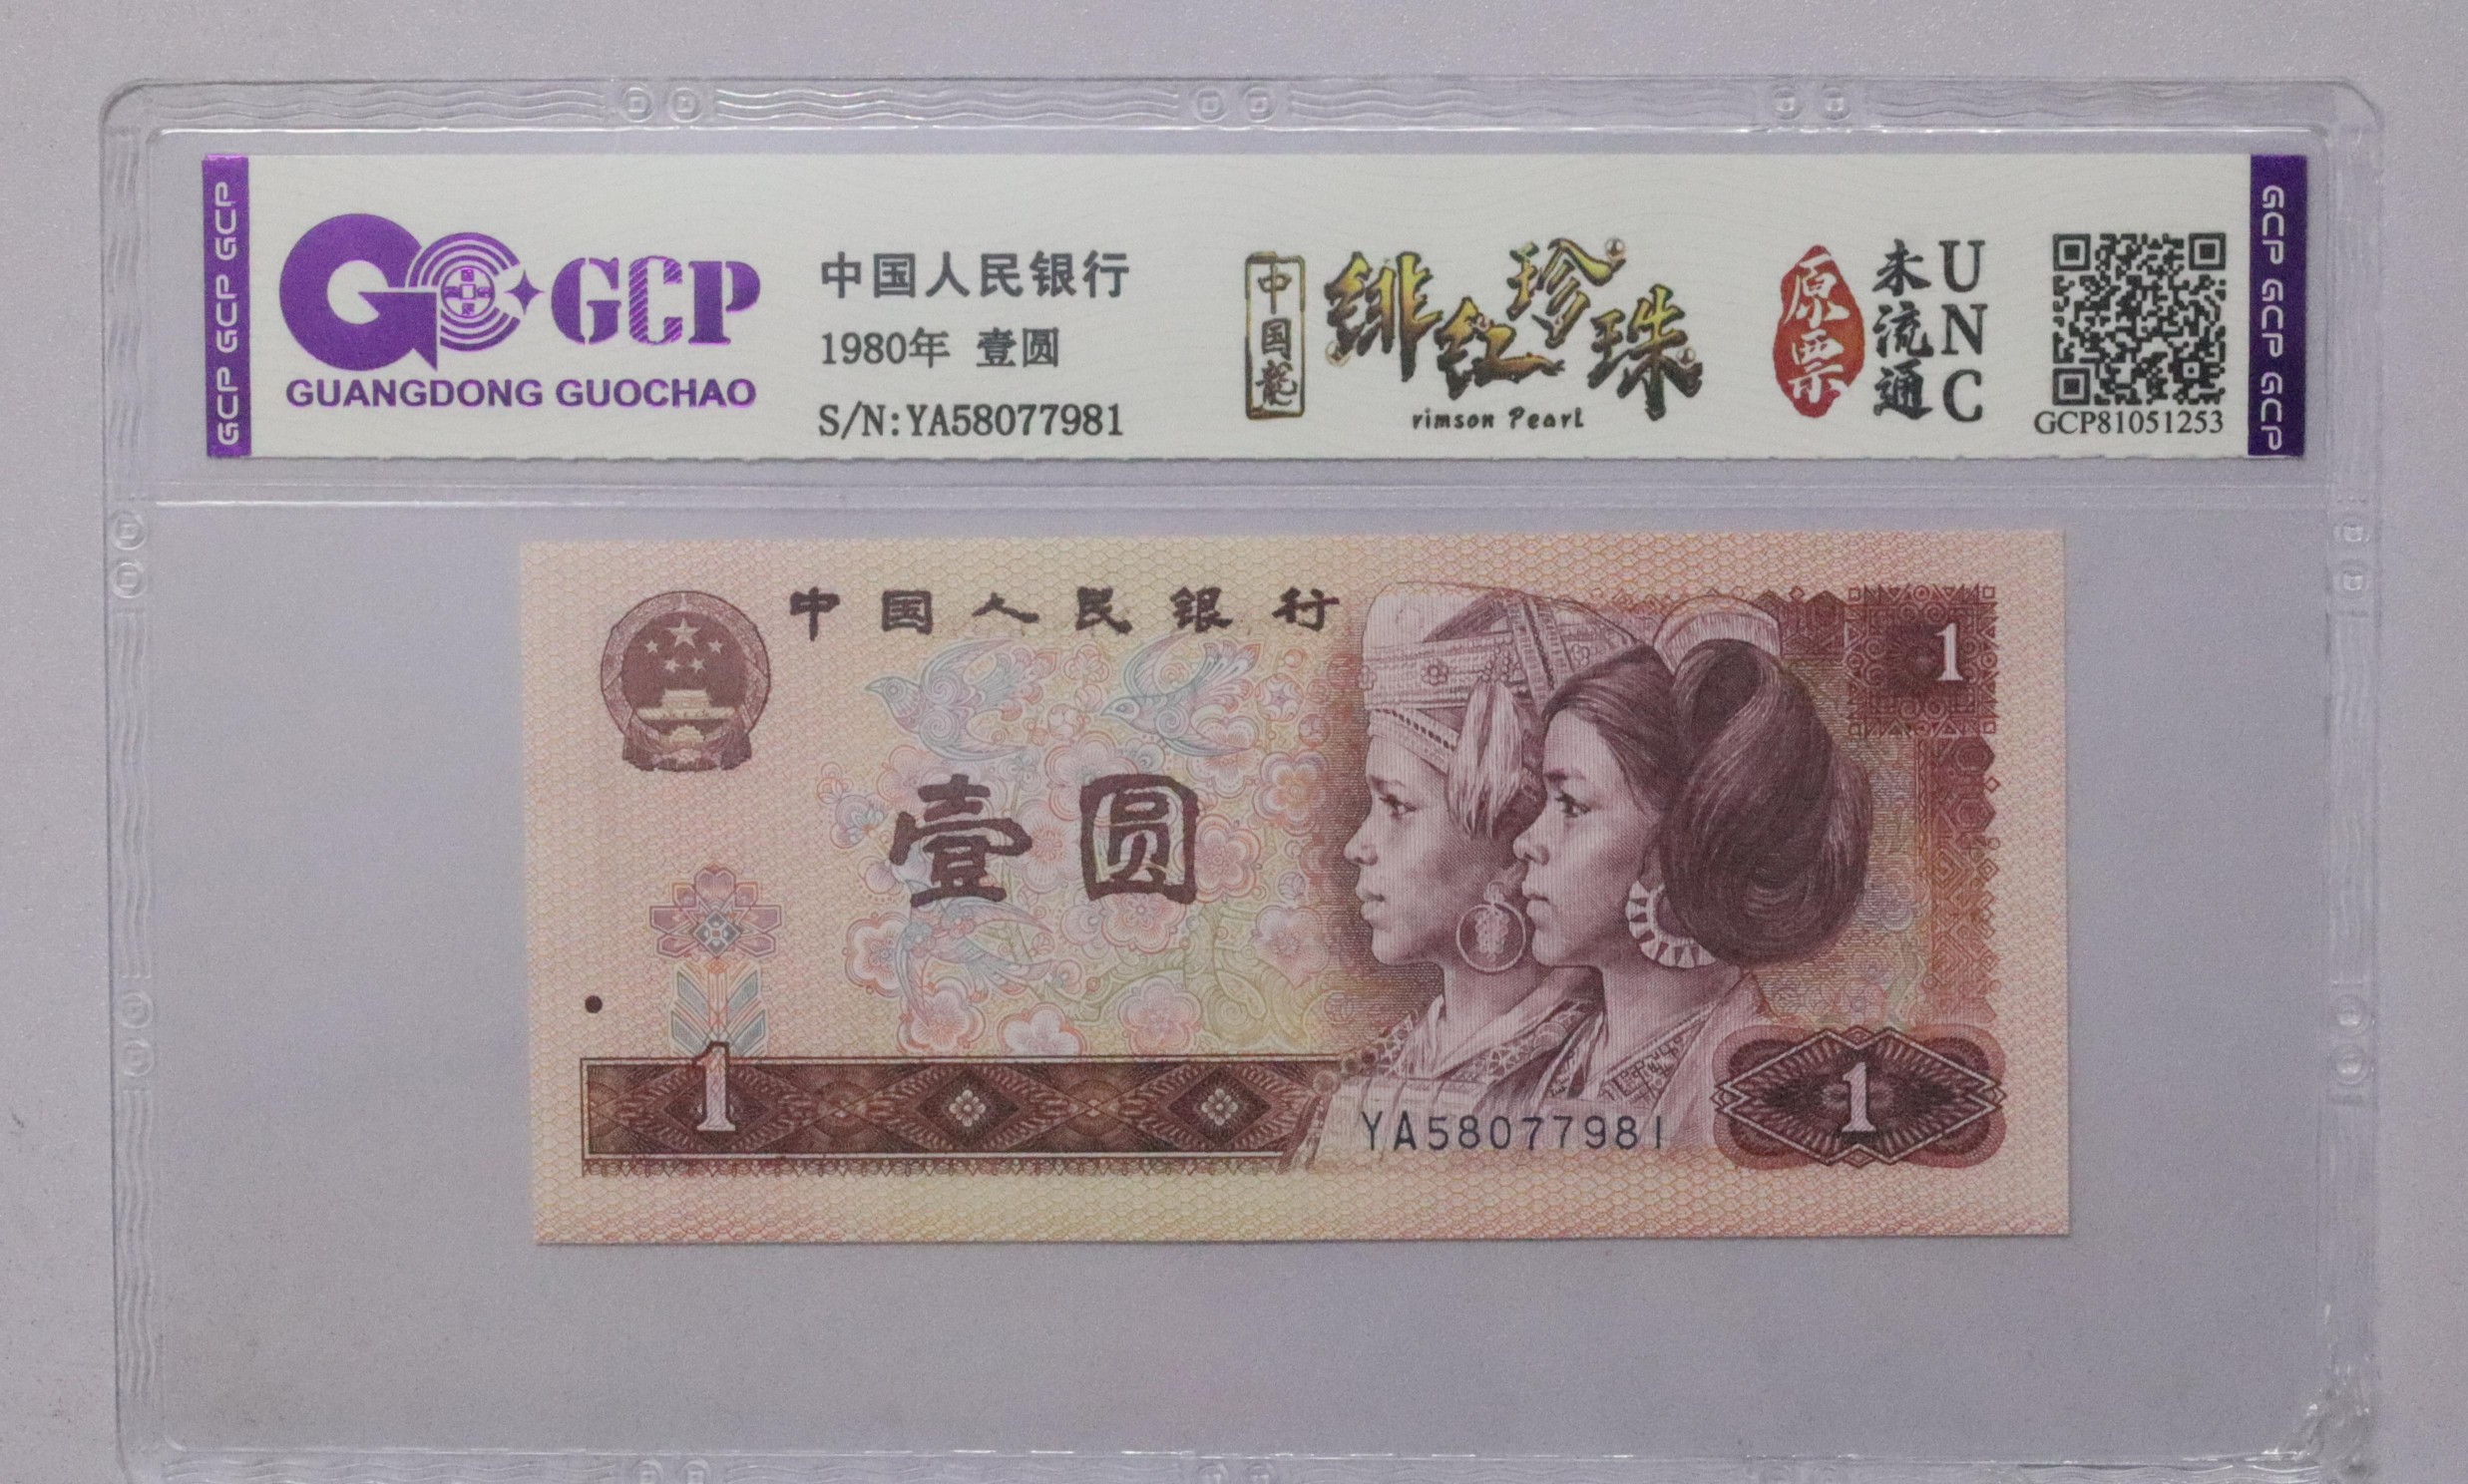 GCP GCP GCP
GCP
GUANGDONG GUOCHAO
中国人民银行
1980年 壹圆
S/N:YA58077981
中国龍
绯红珍珠
rimson Pearl
原票
未流通
UNC
GCP81051253
GCP GCP GCP
中国人民银行
1
壹圆
1
YA58077981
1